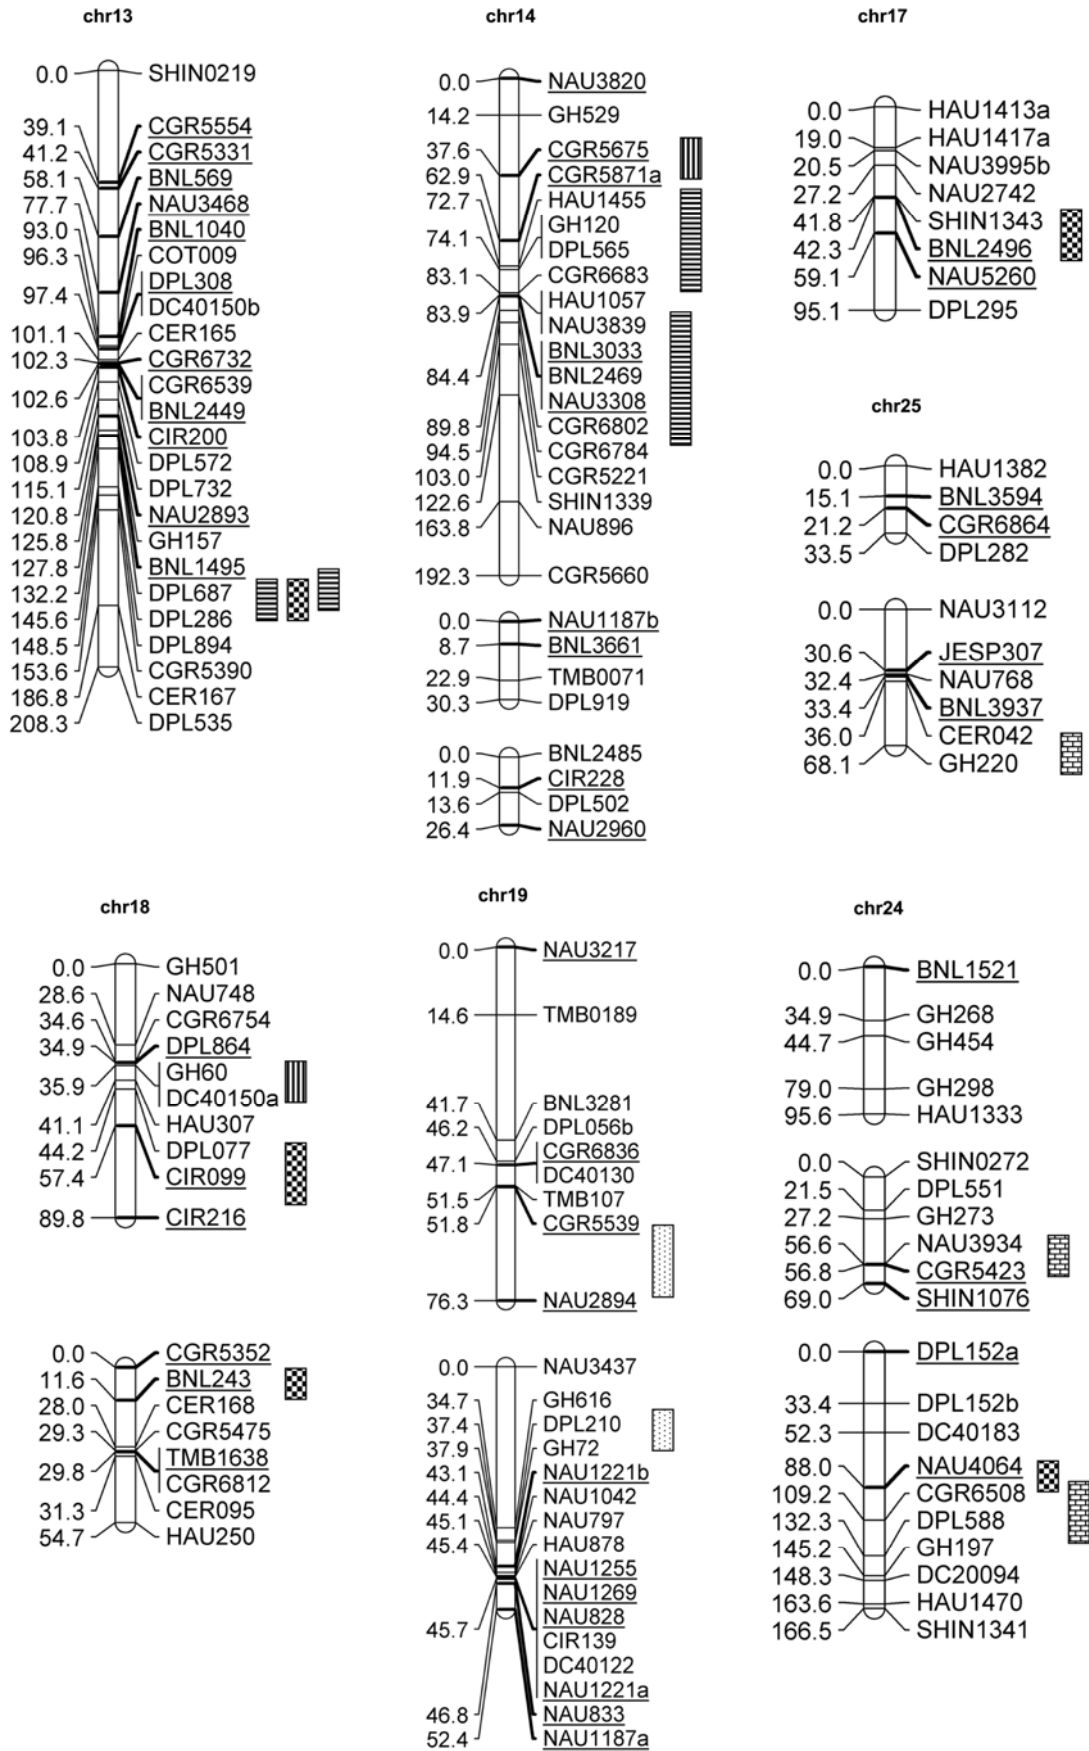 chr13
0.0 SHIN0219
39.1 CGR5554
41.2 CGR5331
58.1 BNL569
77.7 NAU3468
93.0 BNL1040
96.3 COT009
97.4 DPL308
DC40150b
101.1 CER165
102.3 CGR6732
102.6 CGR6539
BNL2449
103.8 CIR200
108.9 DPL572
115.1 DPL732
120.8 NAU2893
125.8 GH157
127.8 BNL1495
132.2 DPL687
145.6 DPL286
148.5 DPL894
153.6 CGR5390
186.8 CER167
208.3 DPL535
chr14
0.0 NAU3820
14.2 GH529
37.6 CGR5675
62.9 CGR5871a
72.7 HAU1455
74.1 GH120
DPL565
83.1 CGR6683
83.9 HAU1057
NAU3839
84.4 BNL3033
BNL2469
NAU3308
89.8 CGR6802
94.5 CGR6784
103.0 CGR5221
122.6 SHIN1339
163.8 NAU896
192.3 CGR5660
0.0 NAU1187b
8.7 BNL3661
22.9 TMB0071
30.3 DPL919
0.0 BNL2485
11.9 CIR228
13.6 DPL502
26.4 NAU2960
chr17
0.0 HAU1413a
19.0 HAU1417a
20.5 NAU3995b
27.2 NAU2742
41.8 SHIN1343
42.3 BNL2496
59.1 NAU5260
95.1 DPL295
chr25
0.0 HAU1382
15.1 BNL3594
21.2 CGR6864
33.5 DPL282
0.0 NAU3112
30.6 JESP307
32.4 NAU768
33.4 BNL3937
36.0 CER042
68.1 GH220
chr18
0.0 GH501
28.6 NAU748
34.6 CGR6754
34.9 DPL864
35.9 GH60
DC40150a
41.1 HAU307
44.2 DPL077
57.4 CIR099
89.8 CIR216
0.0 CGR5352
11.6 BNL243
28.0 CER168
29.3 CGR5475
29.8 TMB1638
CGR6812
31.3 CER095
54.7 HAU250
chr19
0.0 NAU3217
14.6 TMB0189
41.7 BNL3281
46.2 DPL056b
47.1 CGR6836
DC40130
51.5 TMB107
51.8 CGR5539
76.3 NAU2894
0.0 NAU3437
34.7 GH616
37.4 DPL210
37.9 GH72
43.1 NAU1221b
44.4 NAU1042
45.1 NAU797
45.4 HAU878
NAU1255
NAU1269
45.7 NAU828
CIR139
DC40122
NAU1221a
46.8 NAU833
52.4 NAU1187a
chr24
0.0 BNL1521
34.9 GH268
44.7 GH454
79.0 GH298
95.6 HAU1333
0.0 SHIN0272
21.5 DPL551
27.2 GH273
56.6 NAU3934
56.8 CGR5423
69.0 SHIN1076
0.0 DPL152a
33.4 DPL152b
52.3 DC40183
88.0 NAU4064
109.2 CGR6508
132.3 DPL588
145.2 GH197
148.3 DC20094
163.6 HAU1470
166.5 SHIN1341